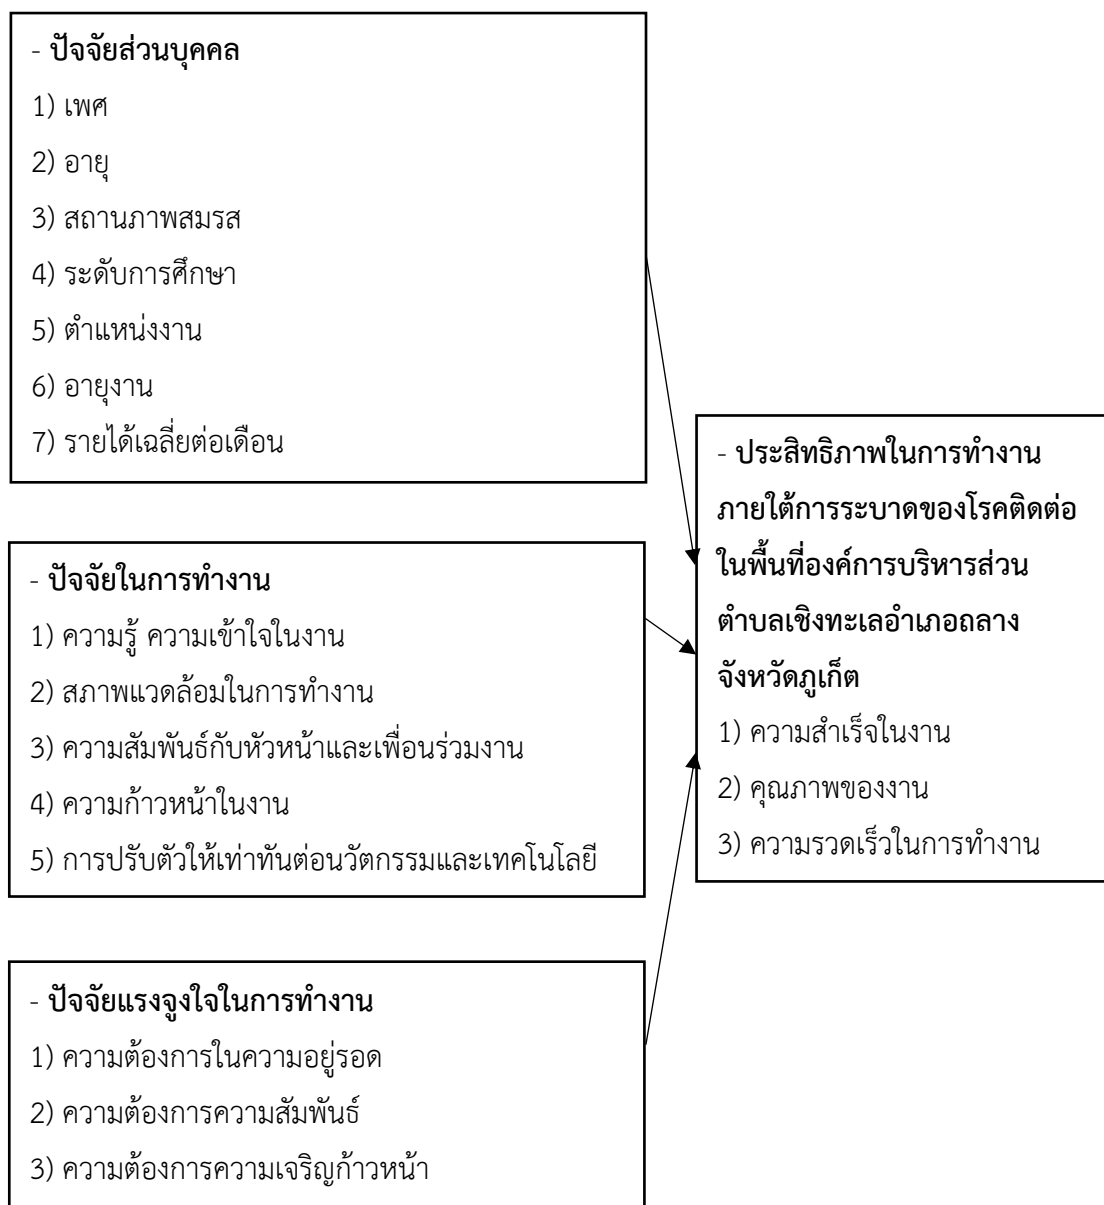 - ปัจจัยส่วนบุคคล
1) เพศ
2) อายุ
3) สถานภาพสมรส
4) ระดับการศึกษา
5) ตำแหน่งงาน
6) อายุงาน
7) รายได้เฉลี่ยต่อเดือน
- ปัจจัยในการทำงาน
1) ความรู้ ความเข้าใจในงาน
2) สภาพแวดล้อมในการทำงาน
3) ความสัมพันธ์กับหัวหน้าและเพื่อนร่วมงาน
4) ความก้าวหน้าในงาน
5) การปรับตัวให้เท่าทันต่อนวัตกรรมและเทคโนโลยี
- ปัจจัยแรงจูงใจในการทำงาน
1) ความต้องการในความอยู่รอด
2) ความต้องการความสัมพันธ์
3) ความต้องการความเจริญก้าวหน้า
- ประสิทธิภาพในการทำงาน
ภายใต้การระบาดของโรคติดต่อ
ในพื้นที่องค์การบริหารส่วน
ตำบลเชิงทะเลอำเภอถลาง
จังหวัดภูเก็ต
1) ความสำเร็จในงาน
2) คุณภาพของงาน
3) ความรวดเร็วในการทำงาน